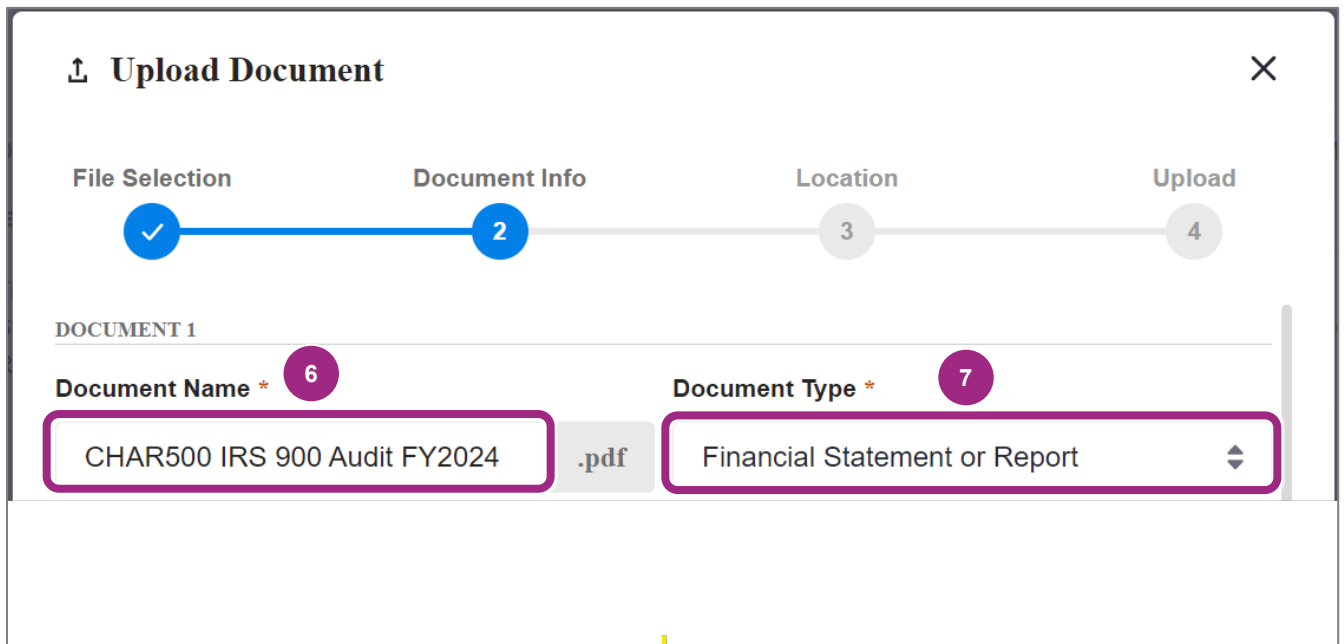 Upload Document
File Selection Document Info Location Upload
2 3 4
DOCUMENT 1
Document Name * 6 Document Type * 7
CHAR500 IRS 900 Audit FY2024 .pdf Financial Statement or Report